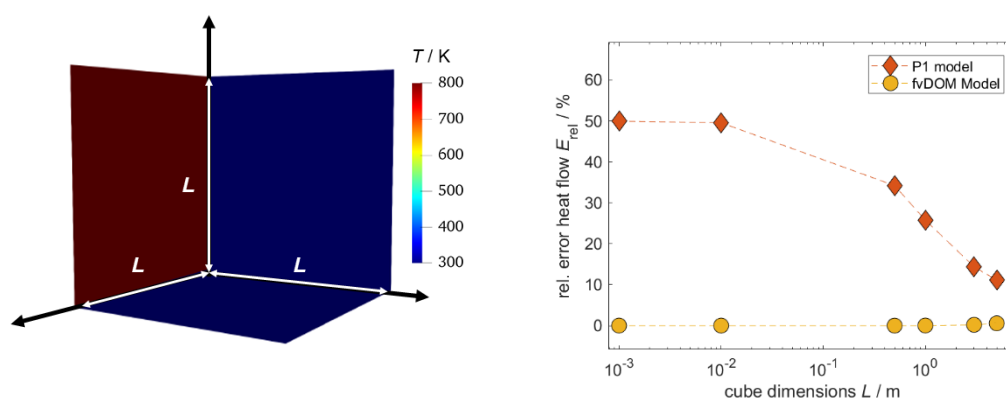 T / K
800
700
600
500
400
300
L
L
L
rel. error heat flow E_rel / %
60
50
40
30
20
10
0
P1 model
fvDOM Model
10^-3
10^-2
10^-1
10^0
cube dimensions L / m